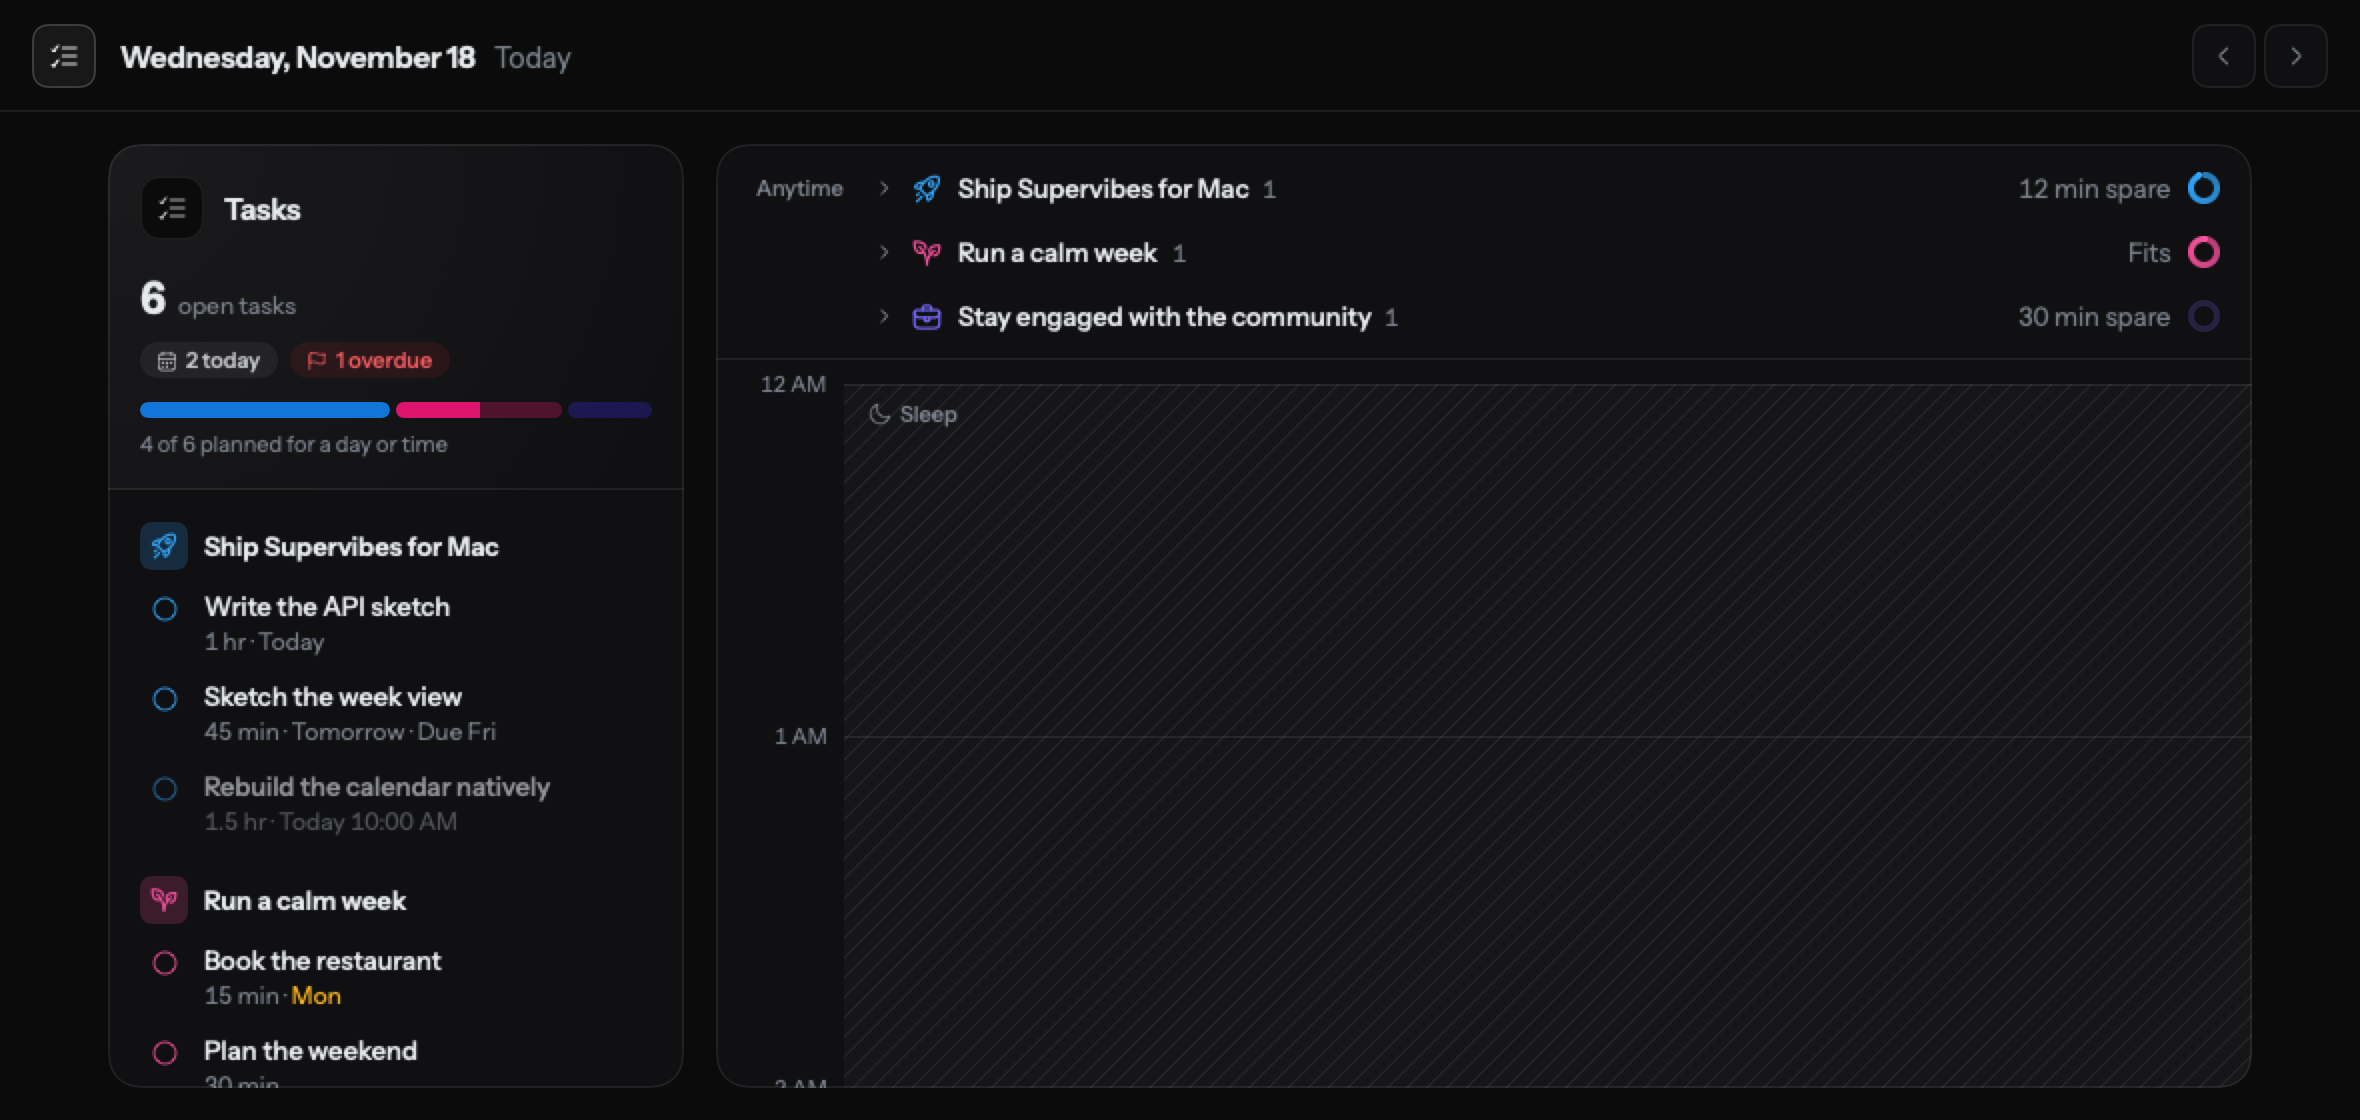 Wednesday, November 18 Today
Tasks
6 open tasks
2 today
1 overdue
4 of 6 planned for a day or time
Ship Supervibes for Mac
Write the API sketch
1 hr · Today
Sketch the week view
45 min · Tomorrow · Due Fri
Rebuild the calendar natively
1.5 hr · Today 10:00 AM
Run a calm week
Book the restaurant
15 min · Mon
Plan the weekend
30 min
Anytime
Ship Supervibes for Mac 1
12 min spare
Run a calm week 1
Fits
Stay engaged with the community 1
30 min spare
12 AM
Sleep
1 AM
2 AM